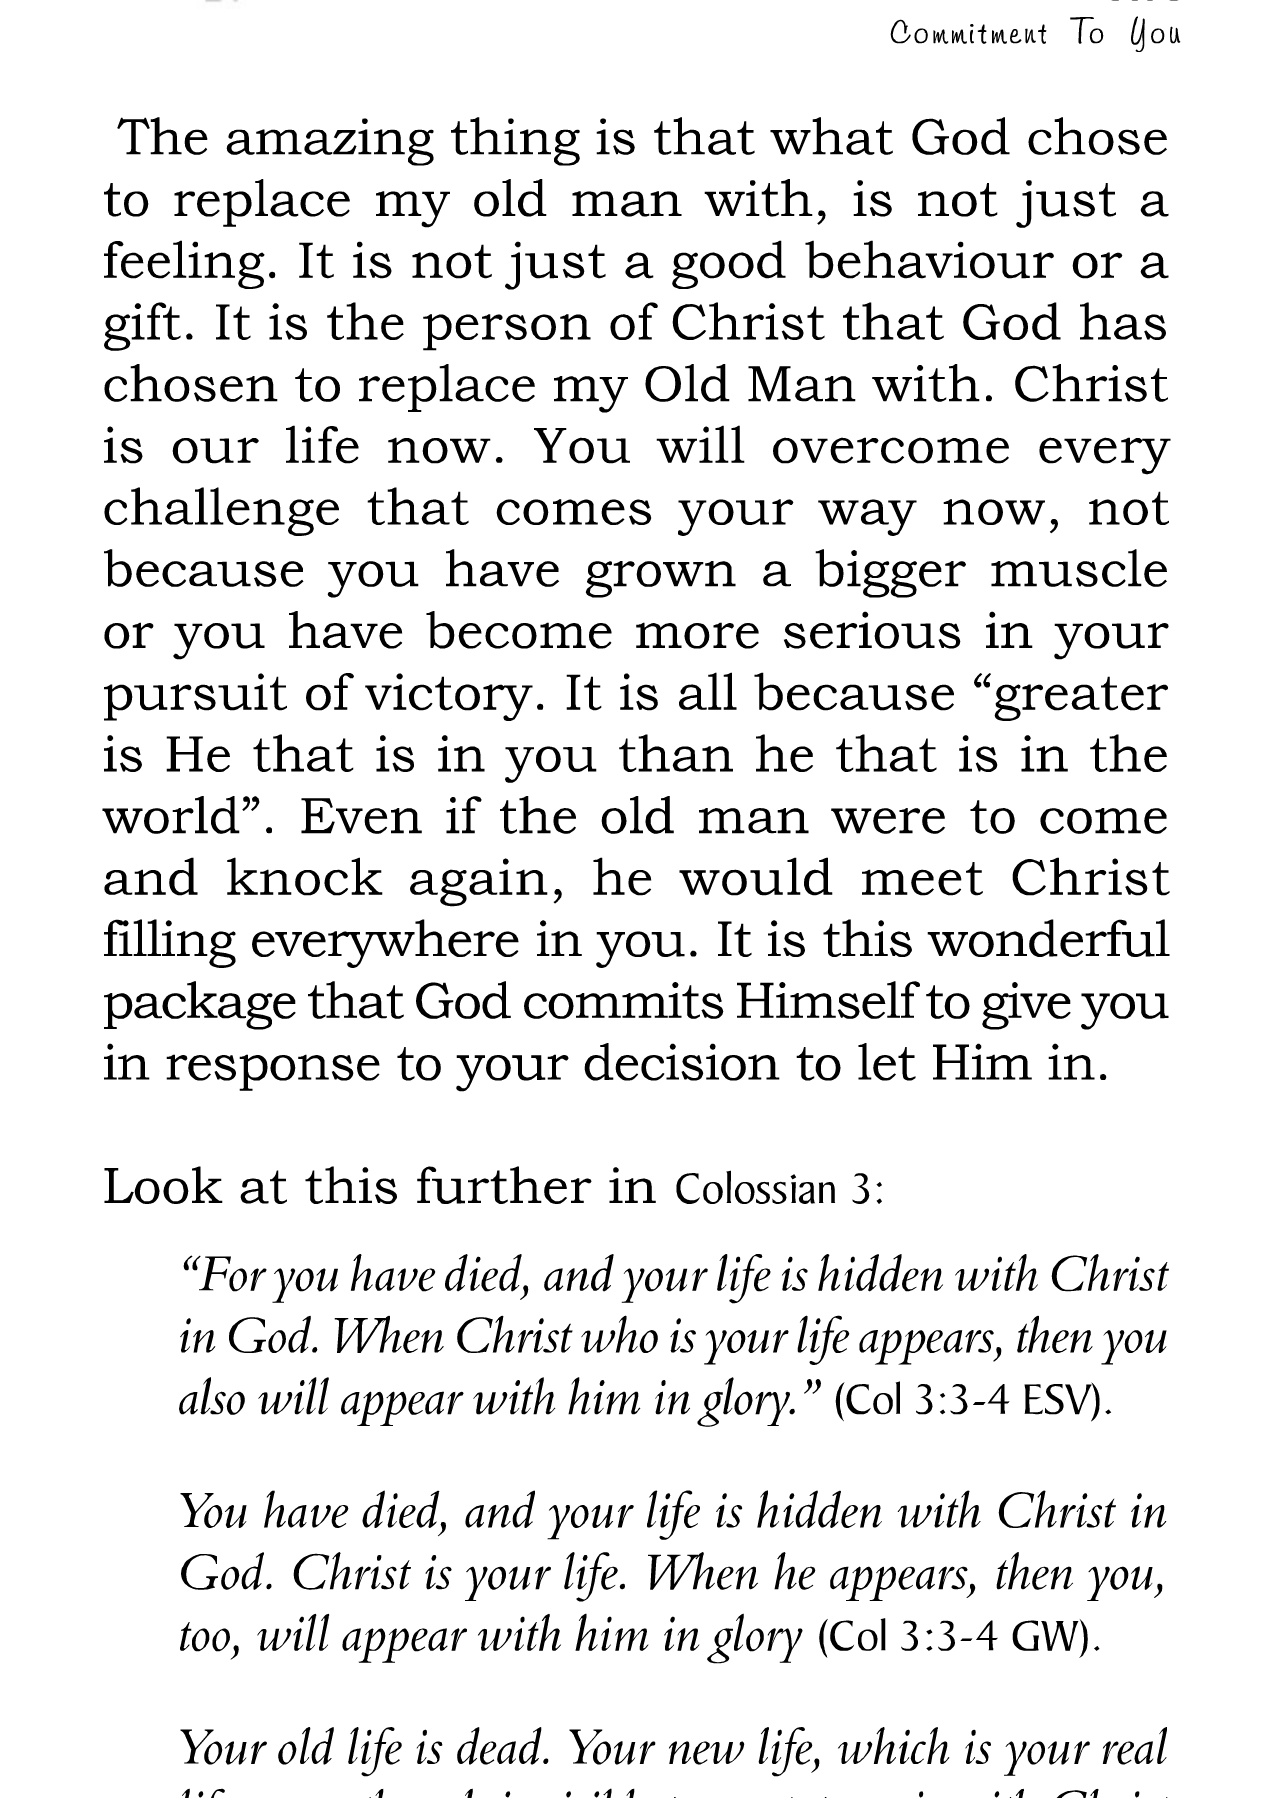 Commitment To You
The amazing thing is that what God chose
to replace my old man with, is not just a
feeling. It is not just a good behaviour or a
gift. It is the person of Christ that God has
chosen to replace my Old Man with. Christ
is our life now. You will overcome every
challenge that comes your way now, not
because you have grown a bigger muscle
or you have become more serious in your
pursuit of victory. It is all because “greater
is He that is in you than he that is in the
world”. Even if the old man were to come
and knock again, he would meet Christ
filling everywhere in you. It is this wonderful
package that God commits Himself to give you
in response to your decision to let Him in.
Look at this further in Colossian 3:
“For you have died, and your life is hidden with Christ
in God. When Christ who is your life appears, then you
also will appear with him in glory.” (Col 3:3-4 ESV).
You have died, and your life is hidden with Christ in
God. Christ is your life. When he appears, then you,
too, will appear with him in glory (Col 3:3-4 GW).
Your old life is dead. Your new life, which is your real